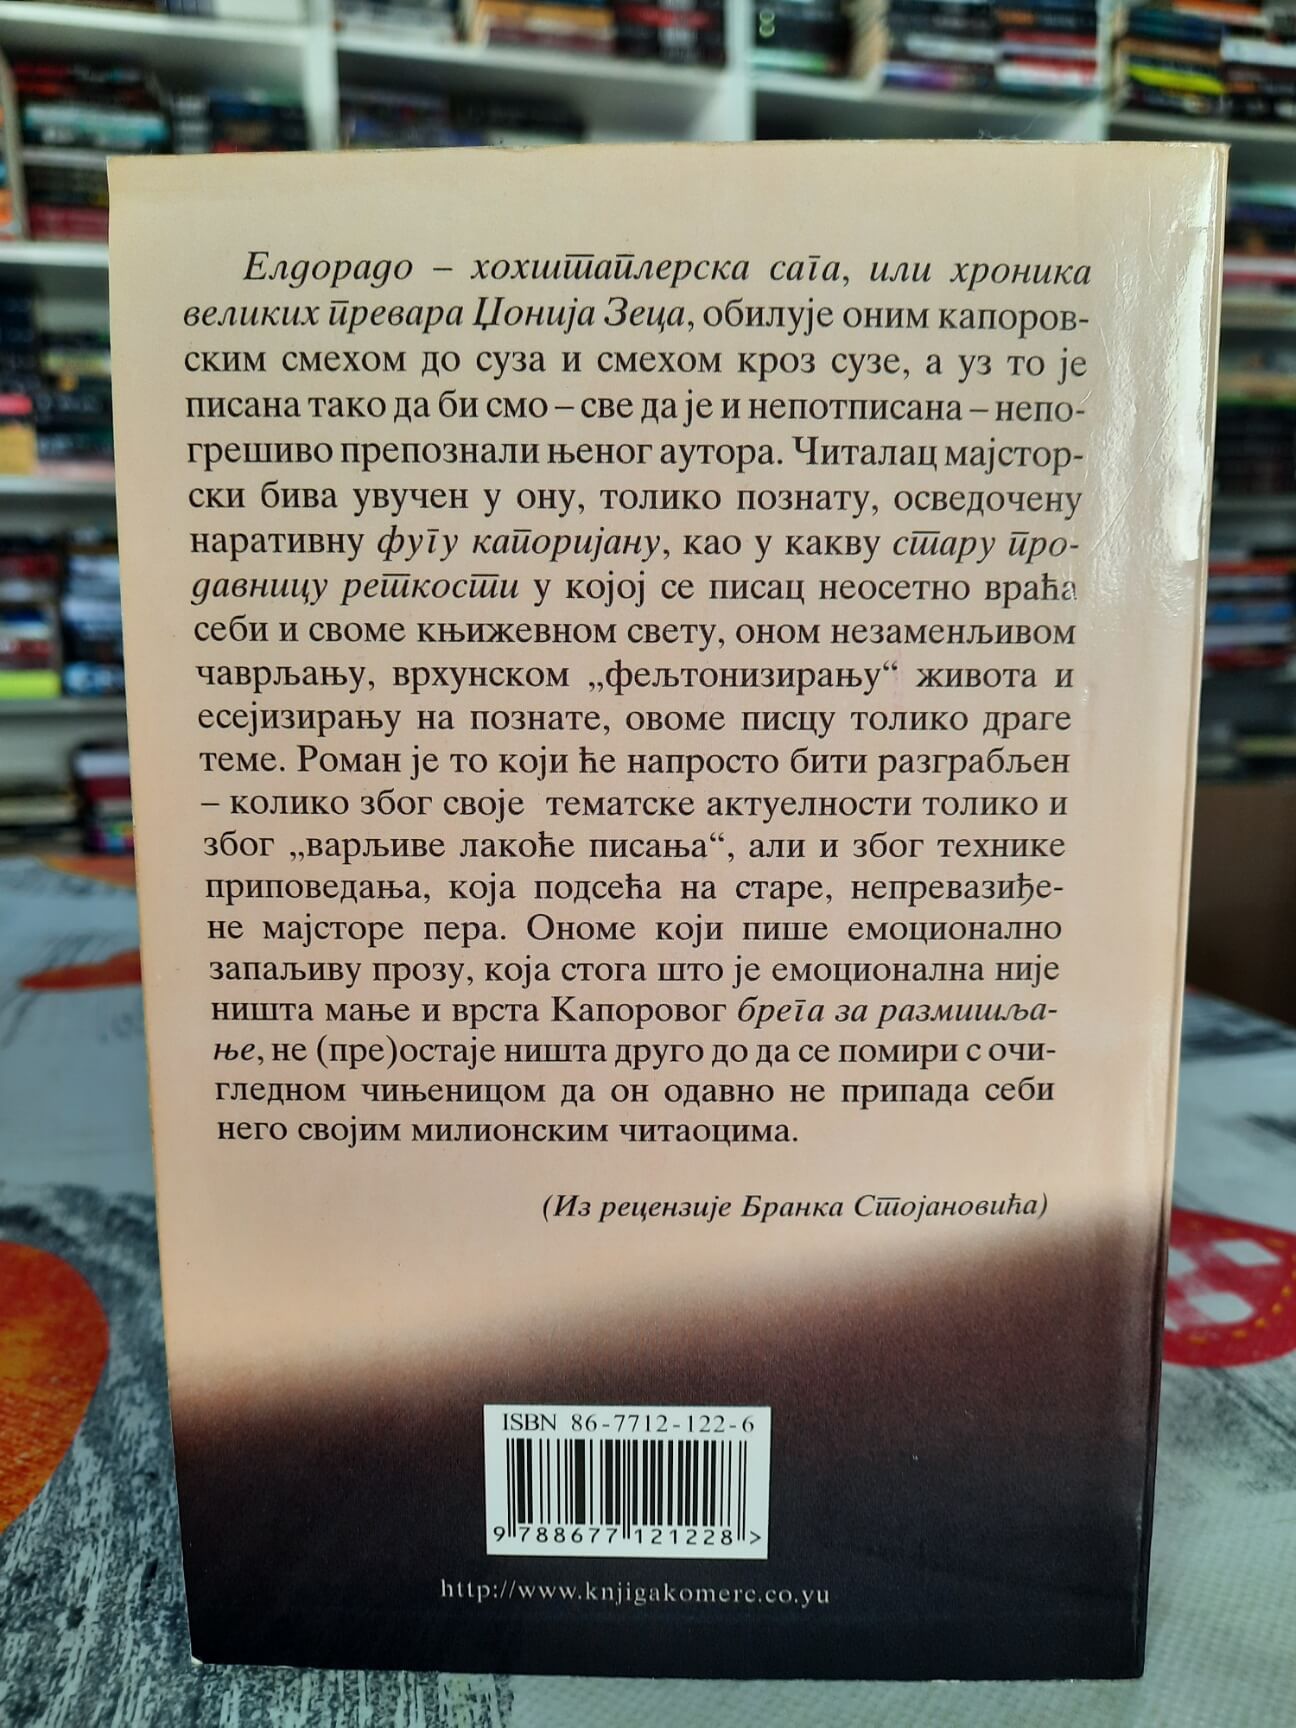 Елдорадо – хохштаплерска сага, или хроника
великих превара Џонија Зеца, обилује оним капоров-
ским смехом до суза и смехом кроз сузе, а уз то је
писана тако да би смо – све да је и непотписана – непо-
грешиво препознали њеног аутора. Читалац мајстор-
ски бива увучен у ону, толико познату, осведочену
наративну фугу капоријану, као у какву стару про-
давницу реткости у којој се писац неосетно враћа
себи и своме књижевном свету, оном незаменљивом
чаврљању, врхунском „фељтонизирању“ живота и
есејизирању на познате, овоме писцу толико драге
теме. Роман је то који ће напросто бити разграбљен
– колико због своје тематске актуелности толико и
због „варљиве лакоће писања“, али и због технике
приповедања, која подсећа на старе, непревазиђе-
не мајсторе пера. Ономе који пише емоционално
запаљиву прозу, која стога што је емоционална није
ништа мање и врста Капоровог брега за размишља-
ње, не (пре)остаје ништа друго до да се помири с очи-
гледном чињеницом да он одавно не припада себи
него својим милионским читаоцима.
(Из рецензије Бранка Стојановића)
ISBN 86-7712-122-6
9 788677 121228 >
http://www.knjigakomerc.co.yu